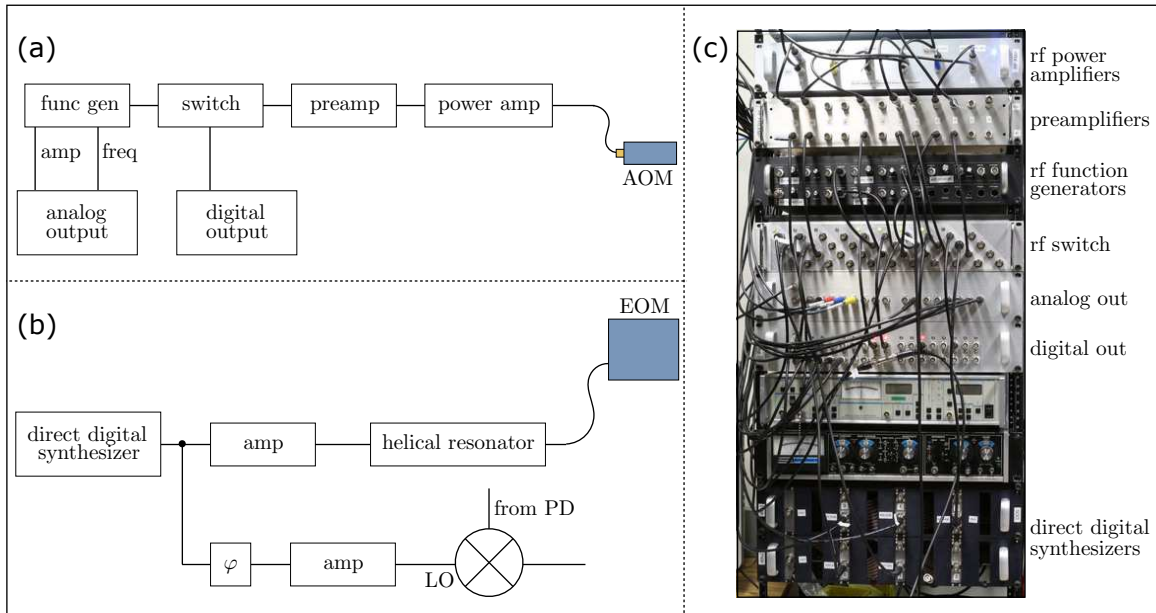 (a)
func gen
switch
preamp
power amp
amp
freq
AOM
analog
output
digital
output
(b)
EOM
direct digital
synthesizer
amp
helical resonator
from PD
φ
amp
LO
(c)
rf power
amplifiers
preamplifiers
rf function
generators
rf switch
analog out
digital out
direct digital
synthesizers